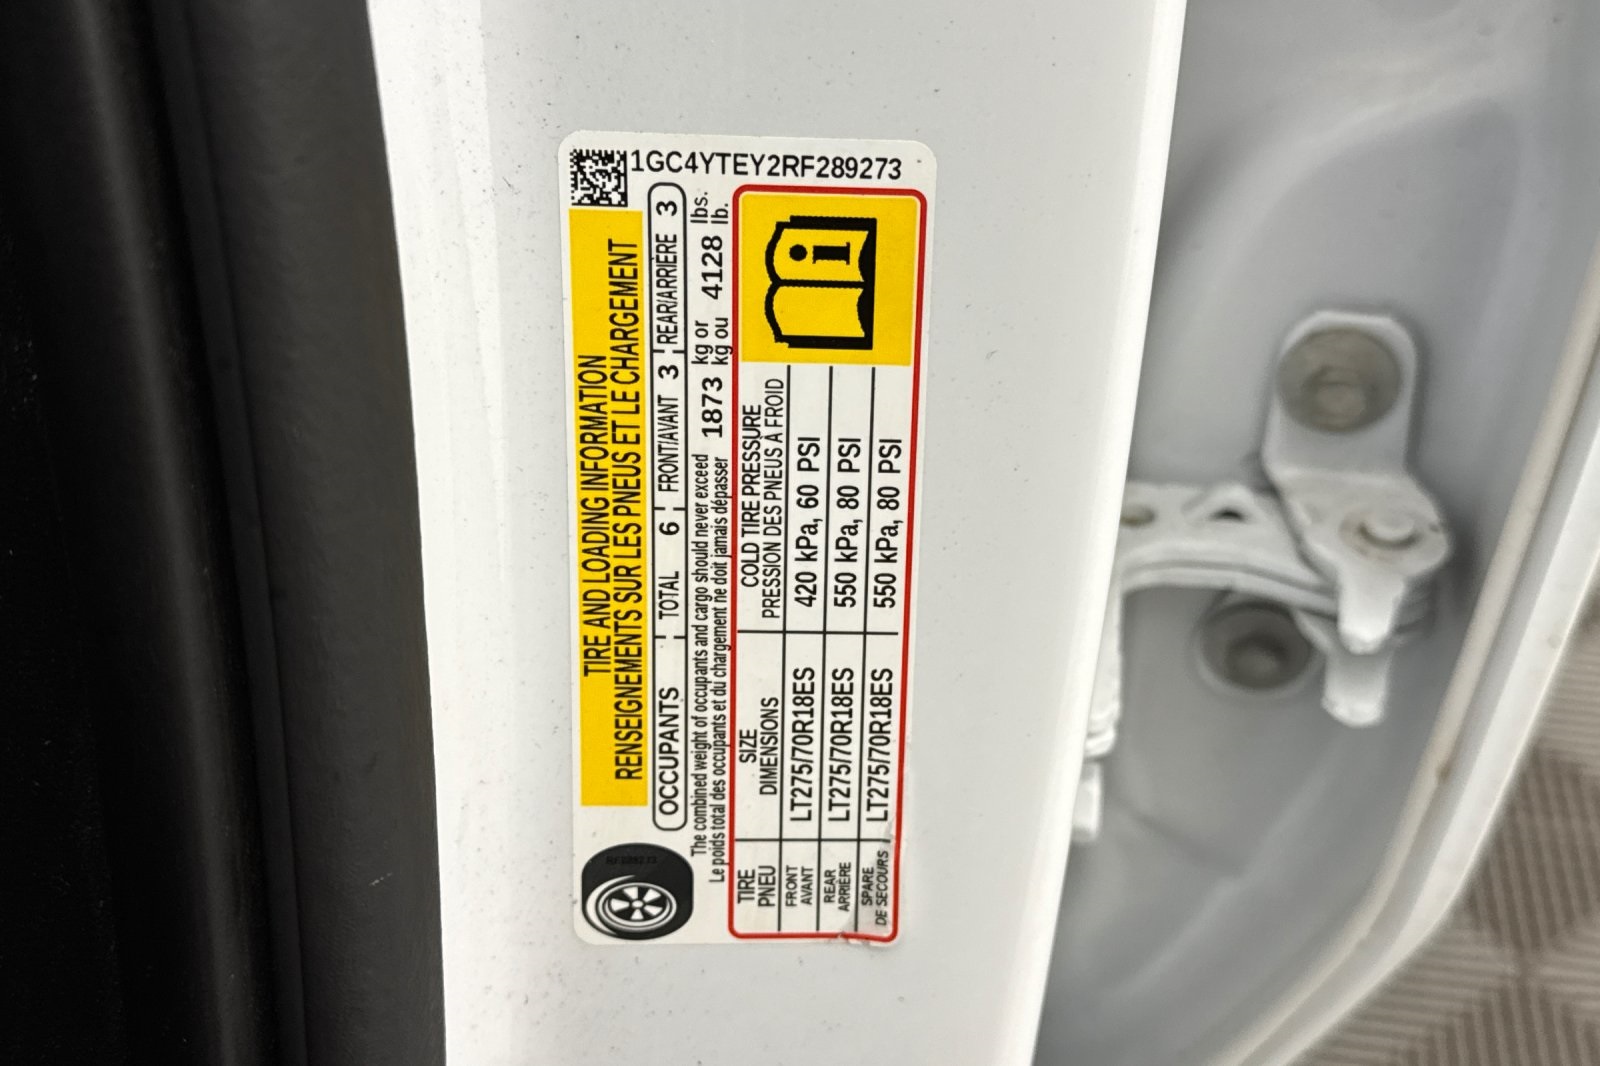 1GC4YTEY2RF289273
TIRE AND LOADING INFORMATION
RENSEIGNEMENTS SUR LES PNEUS ET LE CHARGEMENT
OCCUPANTS TOTAL 6 FRONT/AVANT 3 REAR/ARRIÈRE 3
The combined weight of occupants and cargo should never exceed 1873 kg or 4128 lbs.
Le poids total des occupants et du chargement ne doit jamais dépasser kg ou lb.
TIRE SIZE COLD TIRE PRESSURE
PNEU DIMENSIONS PRESSION DES PNEUS À FROID
FRONT LT275/70R18ES 420 kPa, 60 PSI
AVANT
REAR LT275/70R18ES 550 kPa, 80 PSI
ARRIÈRE
SPARE LT275/70R18ES 550 kPa, 80 PSI
DE SECOURS